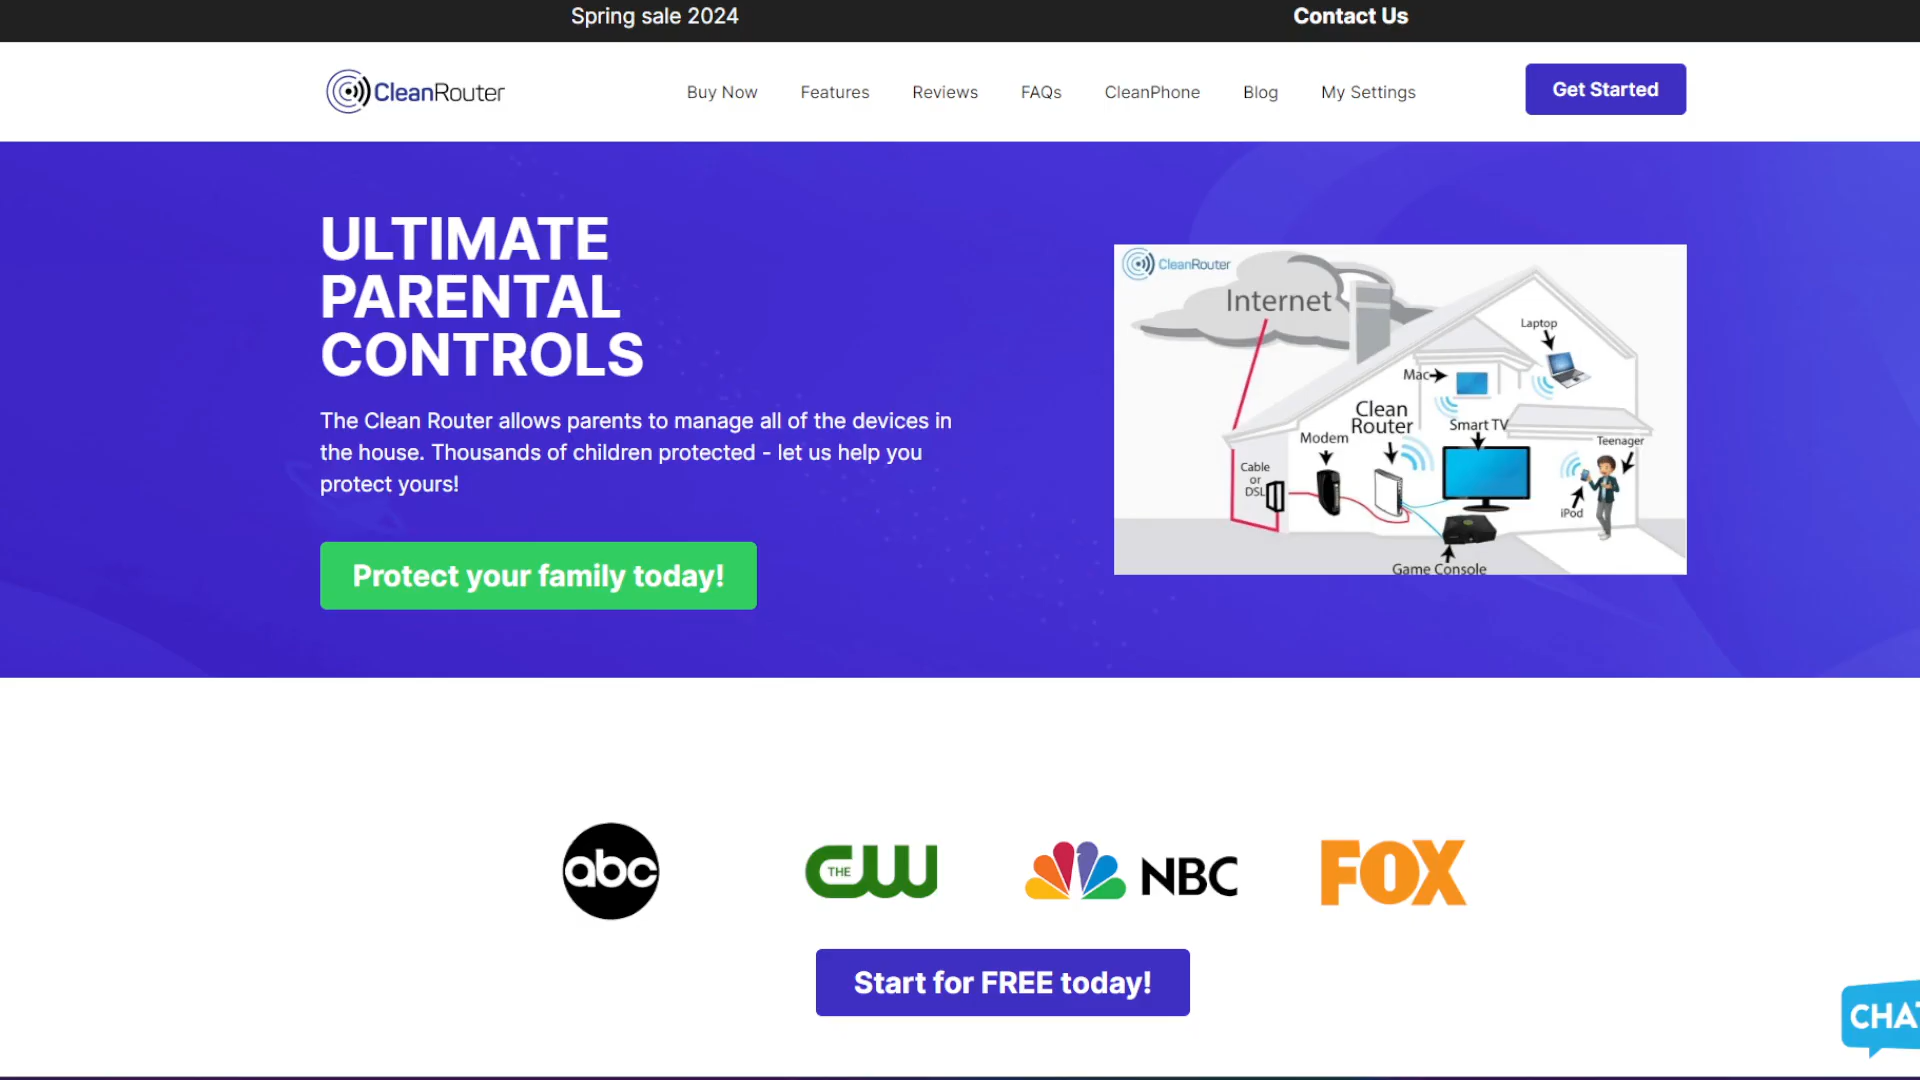 Spring sale 2024
Contact Us
CleanRouter
Buy Now
Features
Reviews
FAQs
CleanPhone
Blog
My Settings
Get Started
ULTIMATE
PARENTAL
CONTROLS
The Clean Router allows parents to manage all of the devices in
the house. Thousands of children protected - let us help you
protect yours!
Protect your family today!
CleanRouter
Internet
Laptop
Mac
Clean
Router
Smart TV
Modem
Teenager
Cable
or
DSL
iPod
Game Console
abc
THE CW
NBC
FOX
Start for FREE today!
CHAT